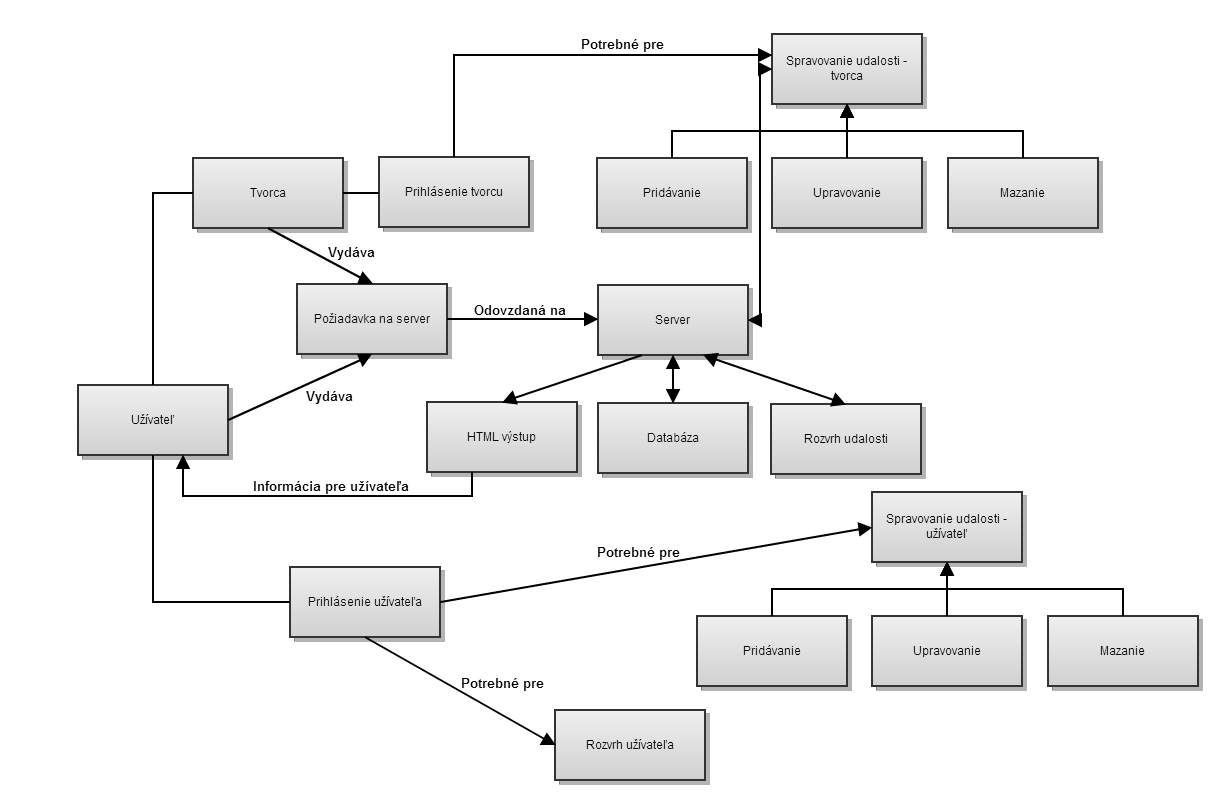 Potrebné pre
Spravovanie udalosti -
tvorca
Tvorca
Prihlásenie tvorcu
Pridávanie
Upravovanie
Mazanie
Vydáva
Požiadavka na server
Odovzdaná na
Server
Užívateľ
Vydáva
HTML výstup
Databáza
Rozvrh udalosti
Informácia pre užívateľa
Spravovanie udalosti -
užívateľ
Potrebné pre
Prihlásenie užívateľa
Pridávanie
Upravovanie
Mazanie
Potrebné pre
Rozvrh užívateľa